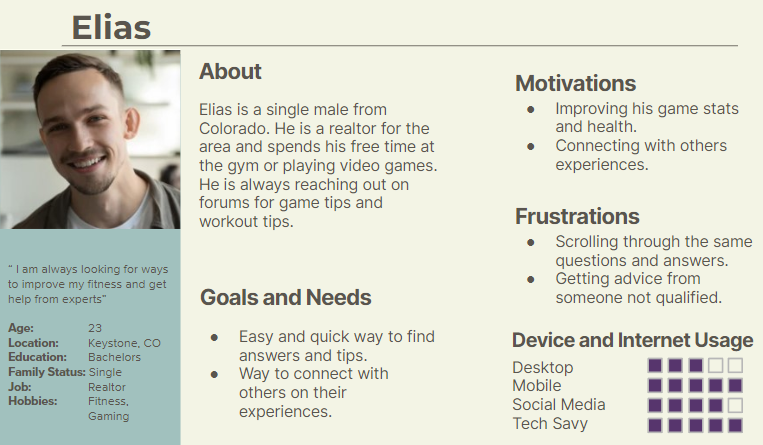 Elias
About
Elias is a single male from
Colorado. He is a realtor for the
area and spends his free time at
the gym or playing video games.
He is always reaching out on
forums for game tips and
workout tips.
Goals and Needs
● Easy and quick way to find
answers and tips.
● Way to connect with
others on their
experiences.
Motivations
● Improving his game stats
and health.
● Connecting with others
experiences.
Frustrations
● Scrolling through the same
questions and answers.
● Getting advice from
someone not qualified.
Device and Internet Usage
Desktop
Mobile
Social Media
Tech Savy
“ I am always looking for ways
to improve my fitness and get
help from experts”
Age: 23
Location: Keystone, CO
Education: Bachelors
Family Status: Single
Job: Realtor
Hobbies: Fitness,
Gaming